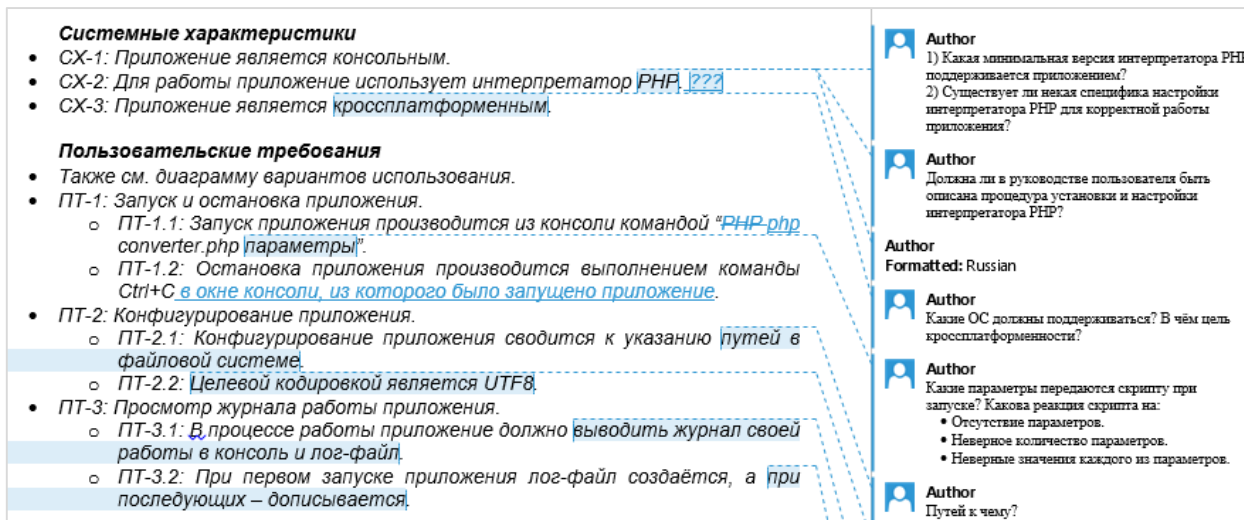 Системные характеристики
• СХ-1: Приложение является консольным.
• СХ-2: Для работы приложение использует интерпретатор PHP. ???
• СХ-3: Приложение является кроссплатформенным.
Пользовательские требования
• Также см. диаграмму вариантов использования.
• ПТ-1: Запуск и остановка приложения.
o ПТ-1.1: Запуск приложения производится из консоли командой “PHP php
converter.php параметры”.
o ПТ-1.2: Остановка приложения производится выполнением команды
Ctrl+C в окне консоли, из которого было запущено приложение.
• ПТ-2: Конфигурирование приложения.
o ПТ-2.1: Конфигурирование приложения сводится к указанию путей в
файловой системе.
o ПТ-2.2: Целевой кодировкой является UTF8.
• ПТ-3: Просмотр журнала работы приложения.
o ПТ-3.1: В процессе работы приложение должно выводить журнал своей
работы в консоль и лог-файл.
o ПТ-3.2: При первом запуске приложения лог-файл создаётся, а при
последующих – дописывается.
Author
1) Какая минимальная версия интерпретатора PHP
поддерживается приложением?
2) Существует ли некая специфика настройки
интерпретатора PHP для корректной работы
приложения?
Author
Должна ли в руководстве пользователя быть
описана процедура установки и настройки
интерпретатора PHP?
Author
Formatted: Russian
Author
Какие ОС должны поддерживаться? В чём цель
кроссплатформенности?
Author
Какие параметры передаются скрипту при
запуске? Какова реакция скрипта на:
• Отсутствие параметров.
• Неверное количество параметров.
• Неверные значения каждого из параметров.
Author
Путей к чему?